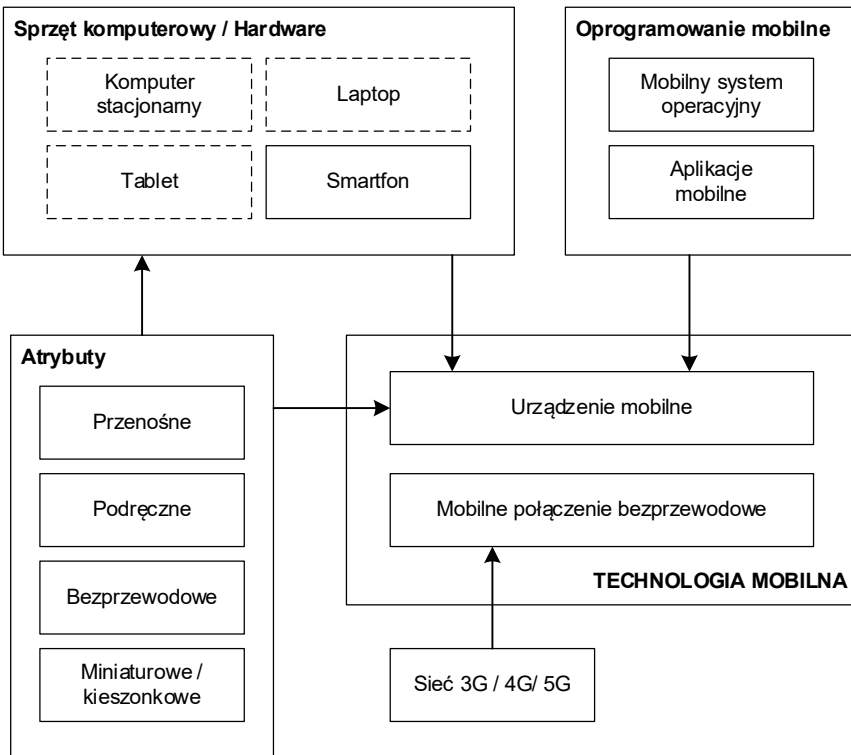 Sprzęt komputerowy / Hardware
Komputer
stacjonarny
Laptop
Tablet
Smartfon
Oprogramowanie mobilne
Mobilny system
operacyjny
Aplikacje
mobilne
Atrybuty
Przenośne
Podręczne
Bezprzewodowe
Miniaturowe /
kieszonkowe
Urządzenie mobilne
Mobilne połączenie bezprzewodowe
TECHNOLOGIA MOBILNA
Sieć 3G / 4G/ 5G